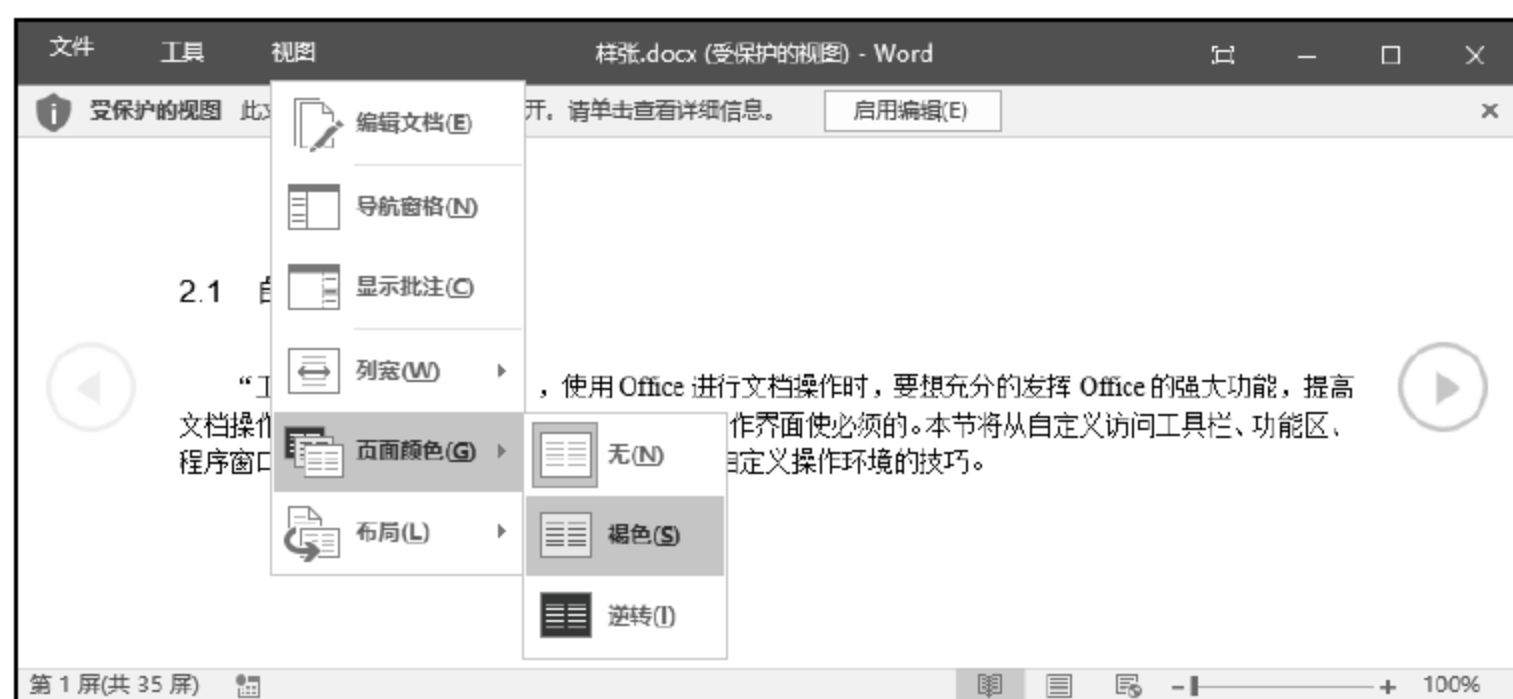 文件 工具 视图 样张.docx (受保护的视图) - Word
受保护的视图 此文 开。请单击查看详细信息。 启用编辑(E)
编辑文档(E)
导航窗格(N)
显示批注(C)
2.1 自
列宽(W)
“工 ，使用 Office 进行文档操作时，要想充分的发挥 Office 的强大功能，提高
文档操作 作界面使必须的。本节将从自定义访问工具栏、功能区、
页面颜色(G) 无(N)
程序窗口 自定义操作环境的技巧。
布局(L) 褐色(S)
逆转(I)
第 1 屏(共 35 屏) 100%